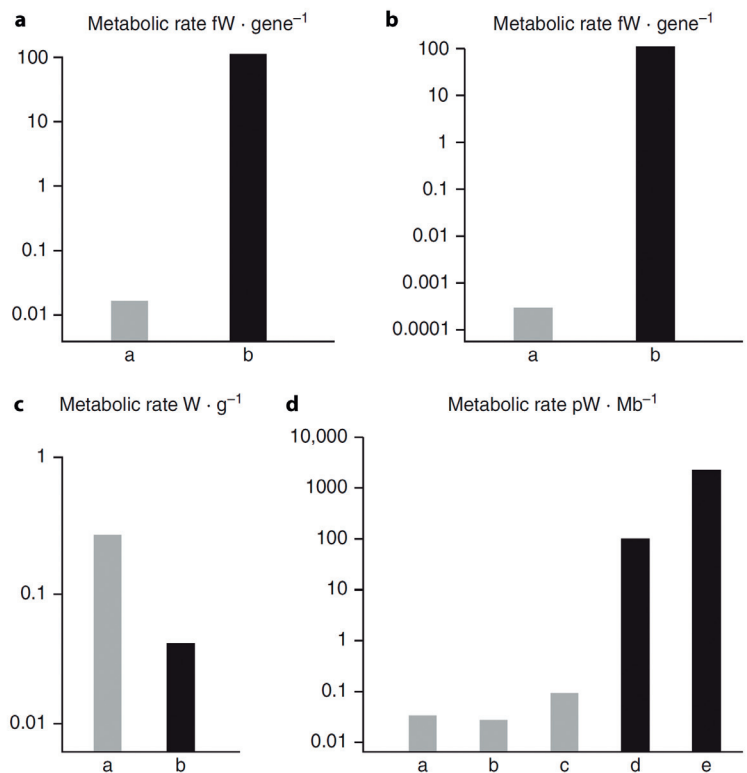 a Metabolic rate fW · gene⁻¹
100
10
1
0.1
0.01
a b
b Metabolic rate fW · gene⁻¹
100
10
1
0.1
0.01
0.001
0.0001
a b
c Metabolic rate W · g⁻¹
1
0.1
0.01
a b
d Metabolic rate pW · Mb⁻¹
10,000
1000
100
10
1
0.1
0.01
a b c d e